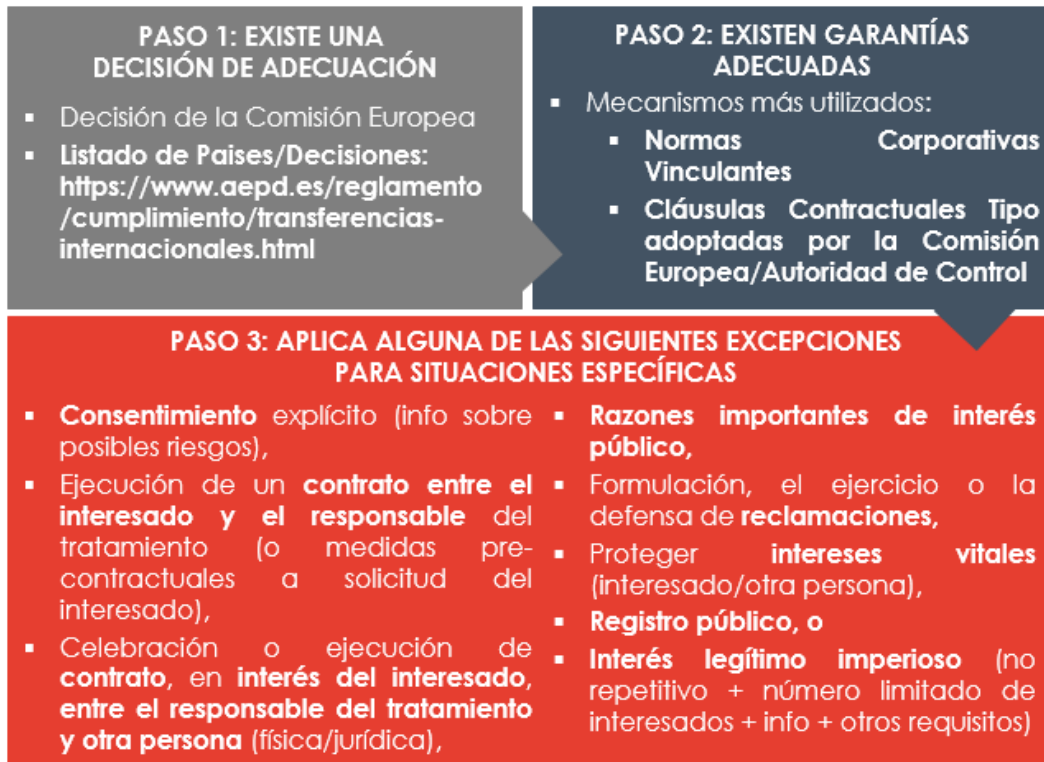 PASO 1: EXISTE UNA
DECISIÓN DE ADECUACIÓN
▪ Decisión de la Comisión Europea
▪ Listado de Paises/Decisiones:
https://www.aepd.es/reglamento
/cumplimiento/transferencias-
internacionales.html
PASO 2: EXISTEN GARANTÍAS
ADECUADAS
▪ Mecanismos más utilizados:
▪ Normas Corporativas
Vinculantes
▪ Cláusulas Contractuales Tipo
adoptadas por la Comisión
Europea/Autoridad de Control
PASO 3: APLICA ALGUNA DE LAS SIGUIENTES EXCEPCIONES
PARA SITUACIONES ESPECÍFICAS
▪ Consentimiento explícito (info sobre
posibles riesgos),
▪ Ejecución de un contrato entre el
interesado y el responsable del
tratamiento (o medidas pre-
contractuales a solicitud del
interesado),
▪ Celebración o ejecución de
contrato, en interés del interesado,
entre el responsable del tratamiento
y otra persona (física/jurídica),
▪ Razones importantes de interés
público,
▪ Formulación, el ejercicio o la
defensa de reclamaciones,
▪ Proteger intereses vitales
(interesado/otra persona),
▪ Registro público, o
▪ Interés legítimo imperioso (no
repetitivo + número limitado de
interesados + info + otros requisitos)